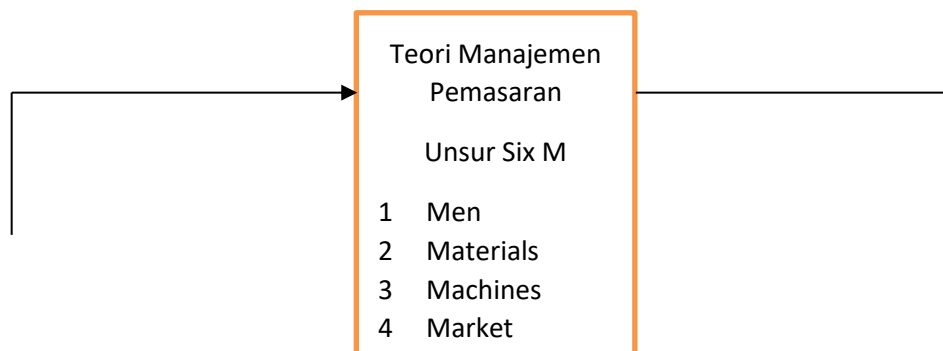 Teori Manajemen
Pemasaran
Unsur Six M
1 Men
2 Materials
3 Machines
4 Market